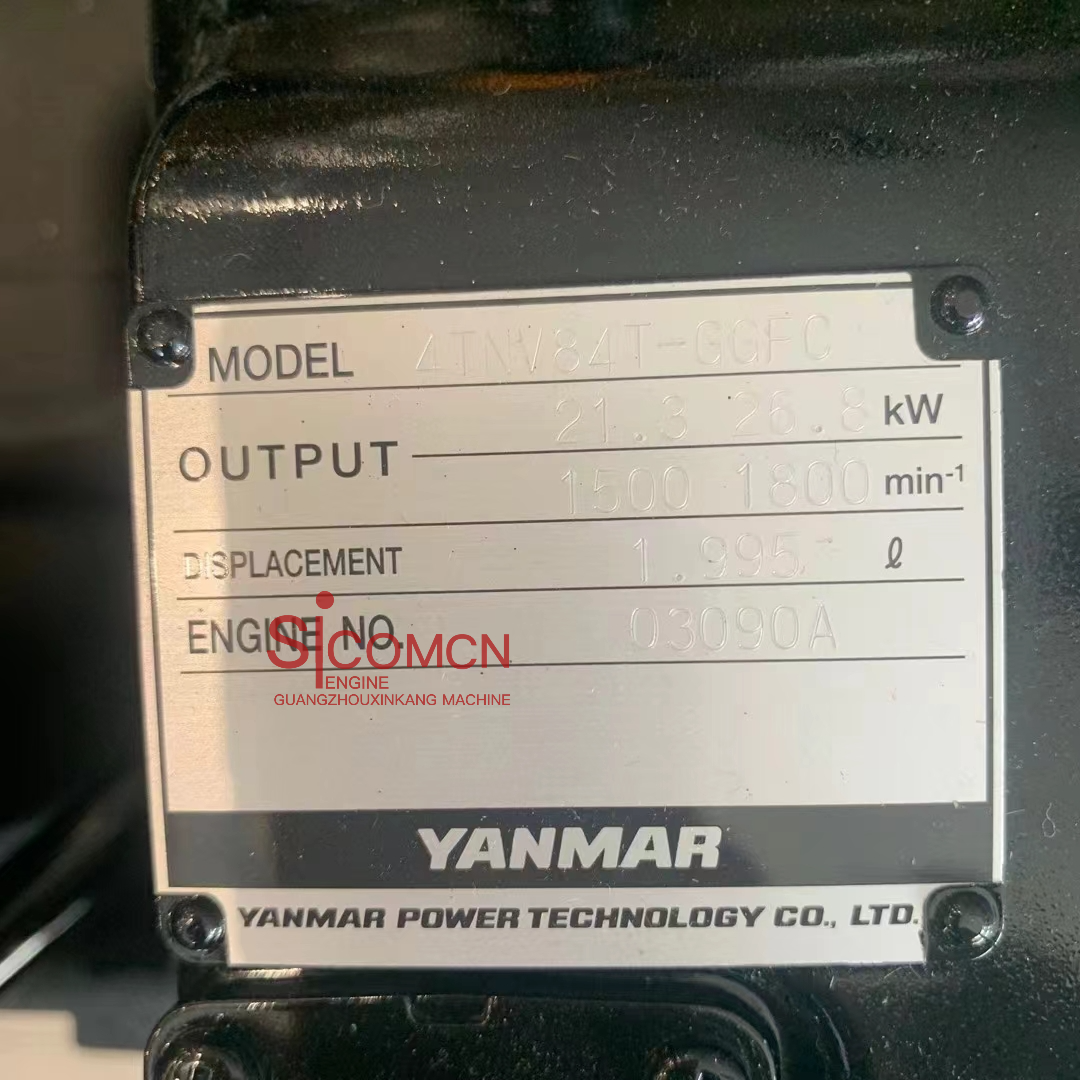 MODEL 4TNV84T-GGFC
21.3 26.8 kW
OUTPUT
1500 1800 min-1
DISPLACEMENT 1.995 ℓ
ENGINE NO. 03090A
SiCOMCN
ENGINE
GUANGZHOUXINKANG MACHINE
YANMAR
YANMAR POWER TECHNOLOGY CO., LTD.